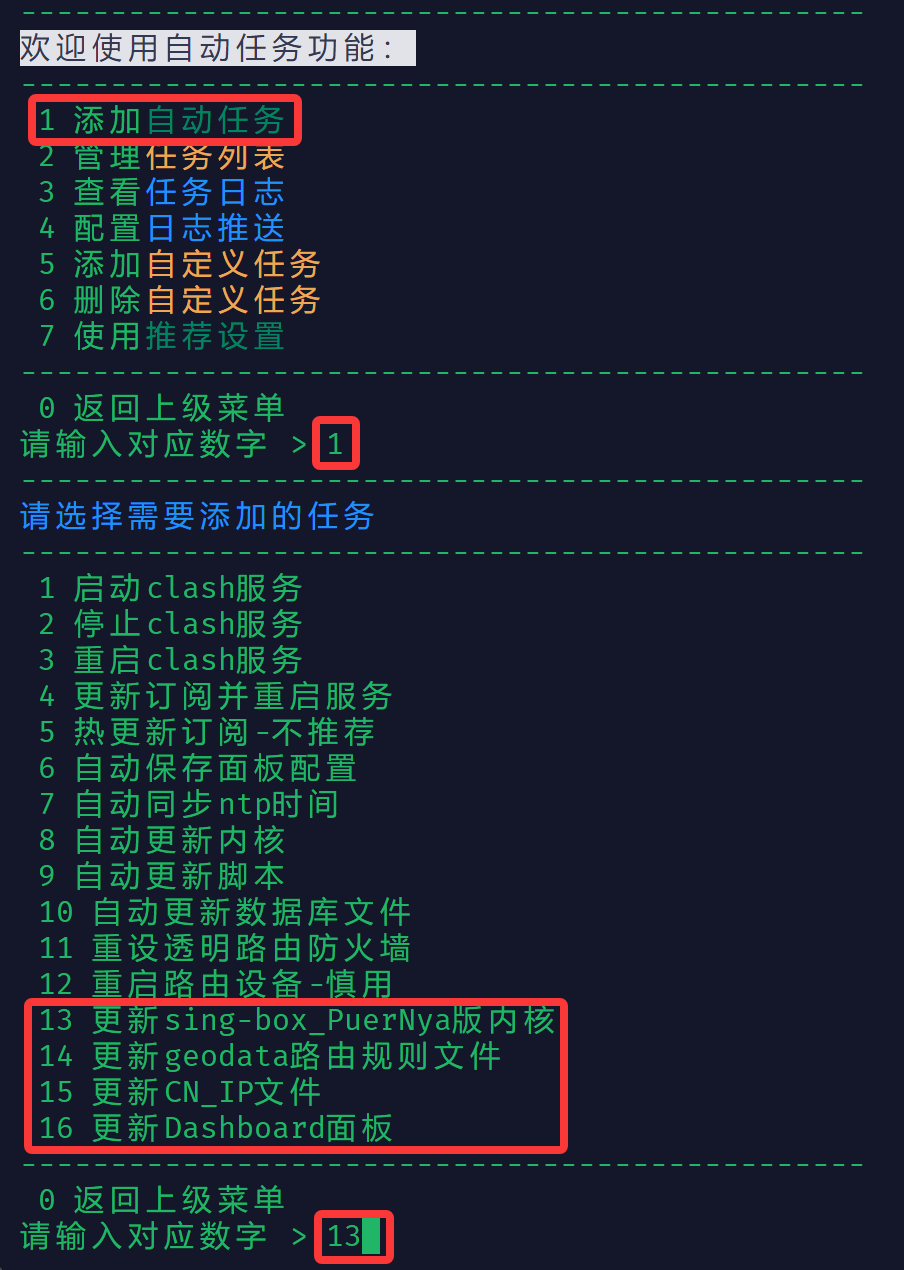 -----------------------------------------------
欢迎使用自动任务功能：
-----------------------------------------------
1 添加自动任务
2 管理任务列表
3 查看任务日志
4 配置日志推送
5 添加自定义任务
6 删除自定义任务
7 使用推荐设置
-----------------------------------------------
0 返回上级菜单
请输入对应数字 > 1
-----------------------------------------------
请选择需要添加的任务
-----------------------------------------------
1 启动clash服务
2 停止clash服务
3 重启clash服务
4 更新订阅并重启服务
5 热更新订阅-不推荐
6 自动保存面板配置
7 自动同步ntp时间
8 自动更新内核
9 自动更新脚本
10 自动更新数据库文件
11 重设透明路由防火墙
12 重启路由设备-慎用
13 更新sing-box_PuerNya版内核
14 更新geodata路由规则文件
15 更新CN_IP文件
16 更新Dashboard面板
-----------------------------------------------
0 返回上级菜单
请输入对应数字 > 13